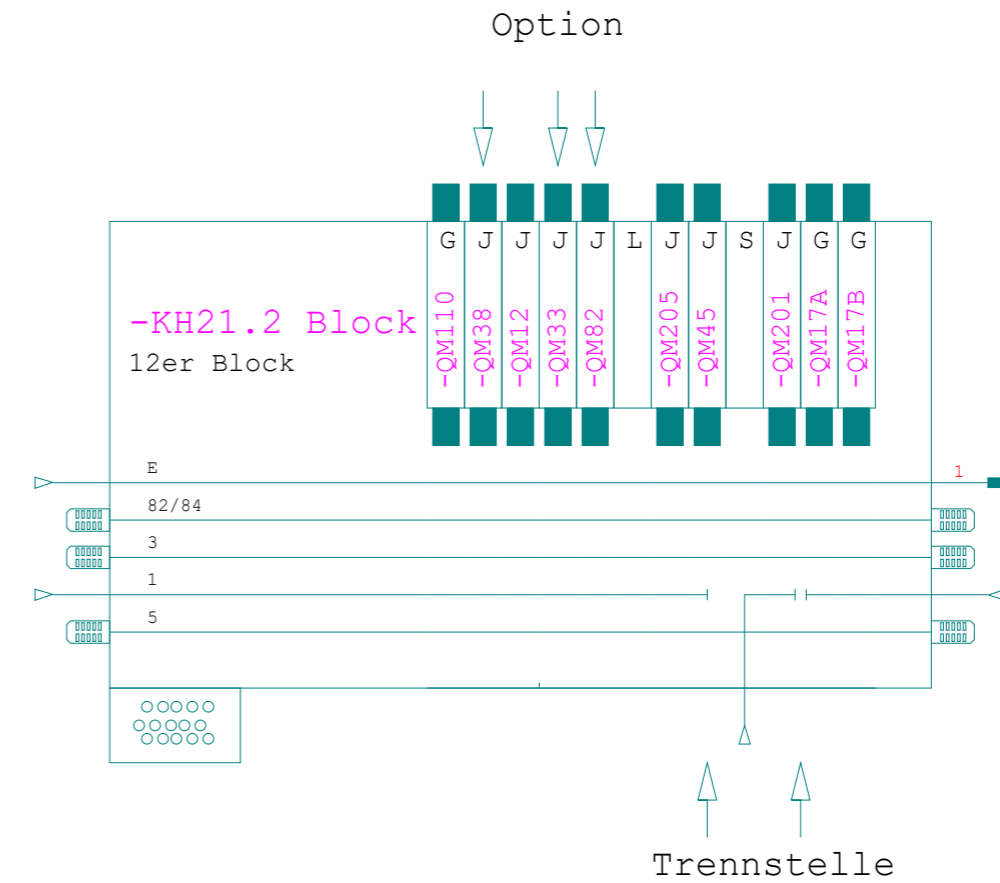 Option
G J J J J L J J S J G G
-QM110
-QM38
-QM12
-QM33
-QM82
-QM205
-QM45
-QM201
-QM17A
-QM17B
-KH21.2 Block
12er Block
E
1
82/84
3
1
5
Trennstelle